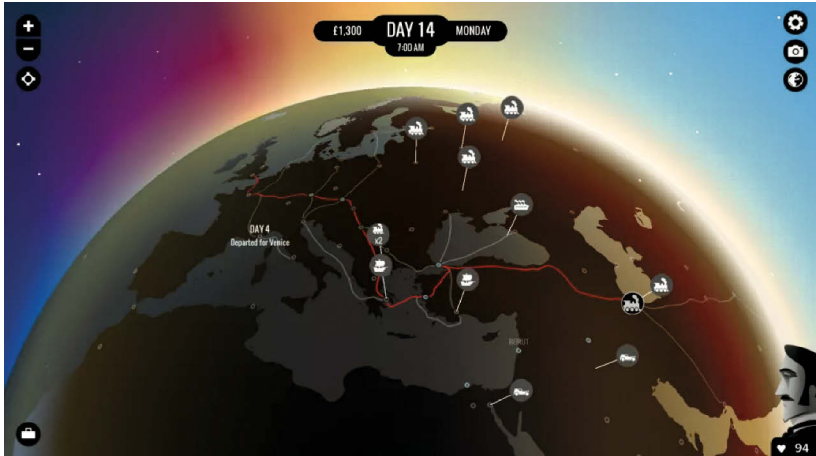 £1,300
DAY 14
MONDAY
7:00 AM
x2
DAY 4
Departed for Venice
BEIRUT
94